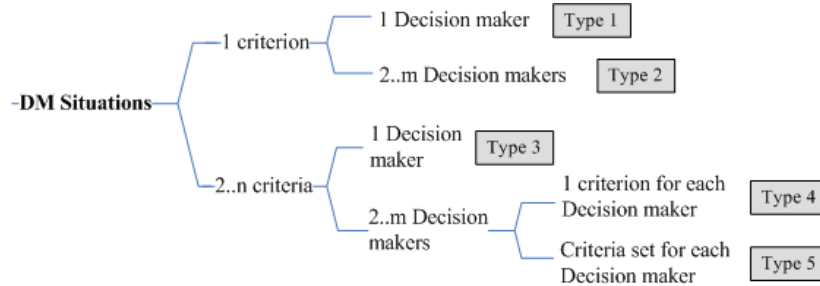 1 Decision maker Type 1
1 criterion
2..m Decision makers Type 2
DM Situations
1 Decision
maker Type 3
2..n criteria
1 criterion for each
Decision maker Type 4
2..m Decision
makers
Criteria set for each
Decision maker Type 5